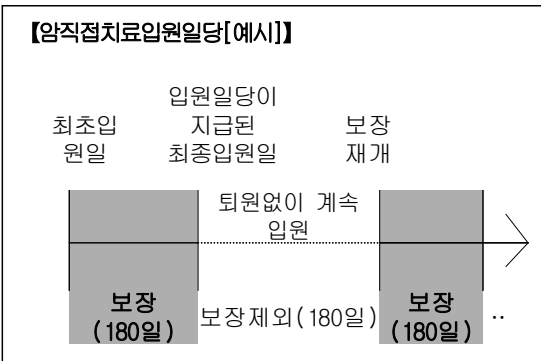 【암직접치료입원일당[예시]】
최초입
원일
입원일당이
지급된
최종입원일
보장
재개
퇴원없이 계속
입원
보장
(180일)
보장제외(180일)
보장
(180일)
..